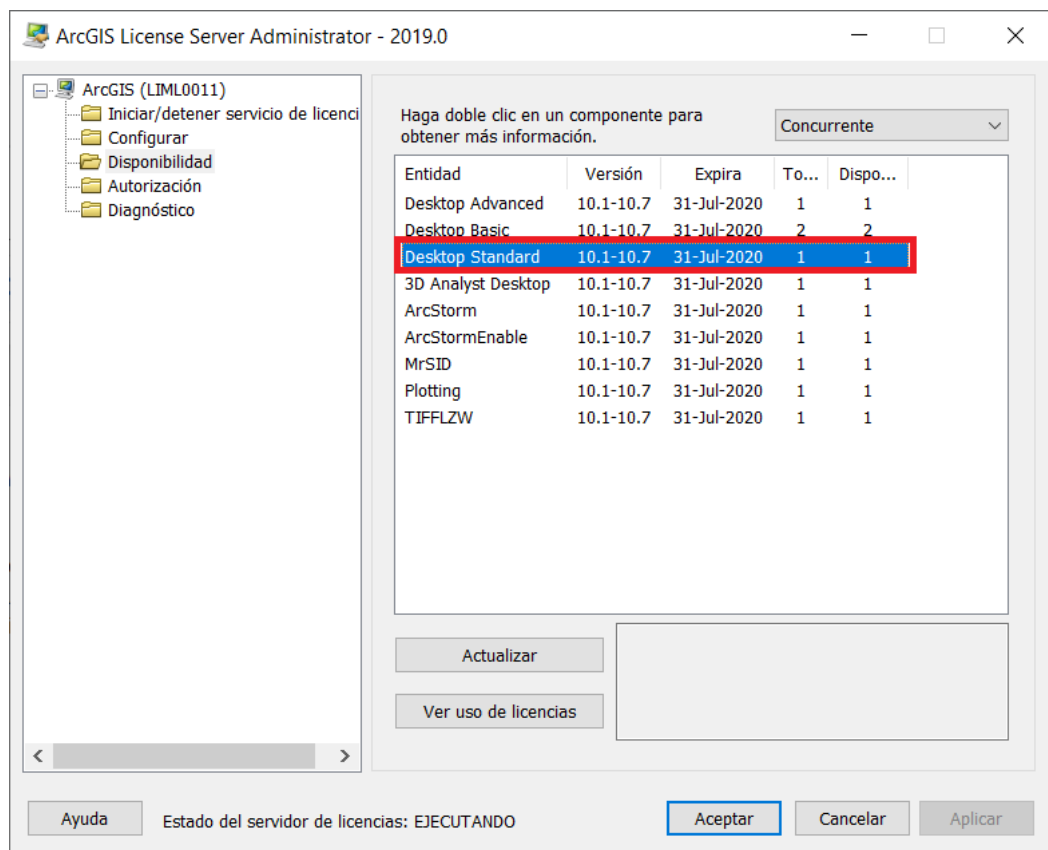 ArcGIS License Server Administrator - 2019.0
ArcGIS (LIML0011)
Iniciar/detener servicio de licenci
Configurar
Disponibilidad
Autorización
Diagnóstico
Haga doble clic en un componente para
obtener más información.
Concurrente
Entidad Versión Expira To... Dispo...
Desktop Advanced 10.1-10.7 31-Jul-2020 1 1
Desktop Basic 10.1-10.7 31-Jul-2020 2 2
Desktop Standard 10.1-10.7 31-Jul-2020 1 1
3D Analyst Desktop 10.1-10.7 31-Jul-2020 1 1
ArcStorm 10.1-10.7 31-Jul-2020 1 1
ArcStormEnable 10.1-10.7 31-Jul-2020 1 1
MrSID 10.1-10.7 31-Jul-2020 1 1
Plotting 10.1-10.7 31-Jul-2020 1 1
TIFFLZW 10.1-10.7 31-Jul-2020 1 1
Actualizar
Ver uso de licencias
Ayuda
Estado del servidor de licencias: EJECUTANDO
Aceptar
Cancelar
Aplicar